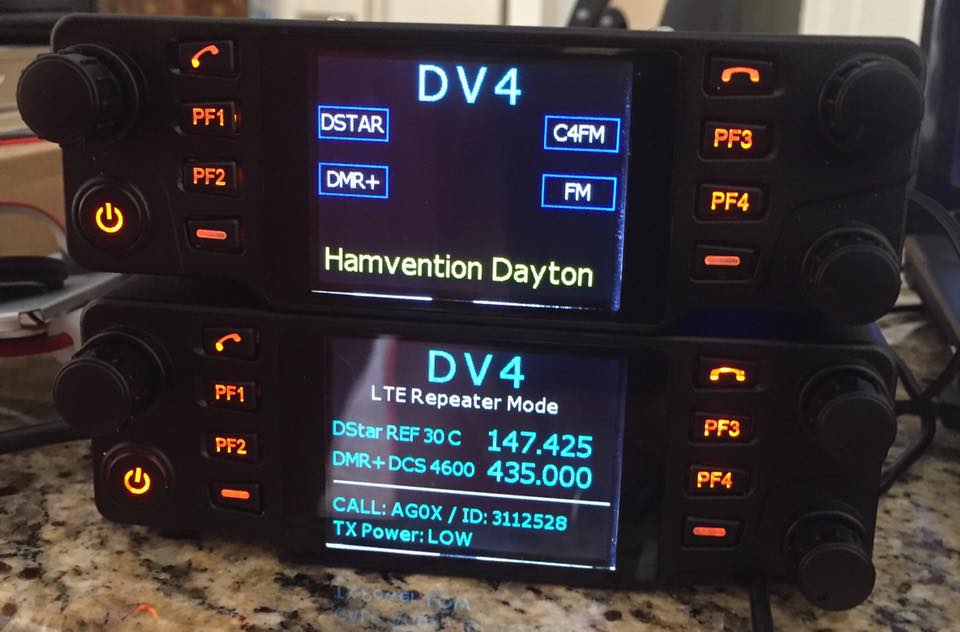 DV4
PF1
DSTAR
C4FM
PF3
PF2
DMR+
FM
PF4
Hamvention Dayton
DV4
LTE Repeater Mode
PF1
DStar REF 30 C 147.425
PF3
PF2
DMR+ DCS 4600 435.000
PF4
CALL: AG0X / ID: 3112528
TX Power: LOW